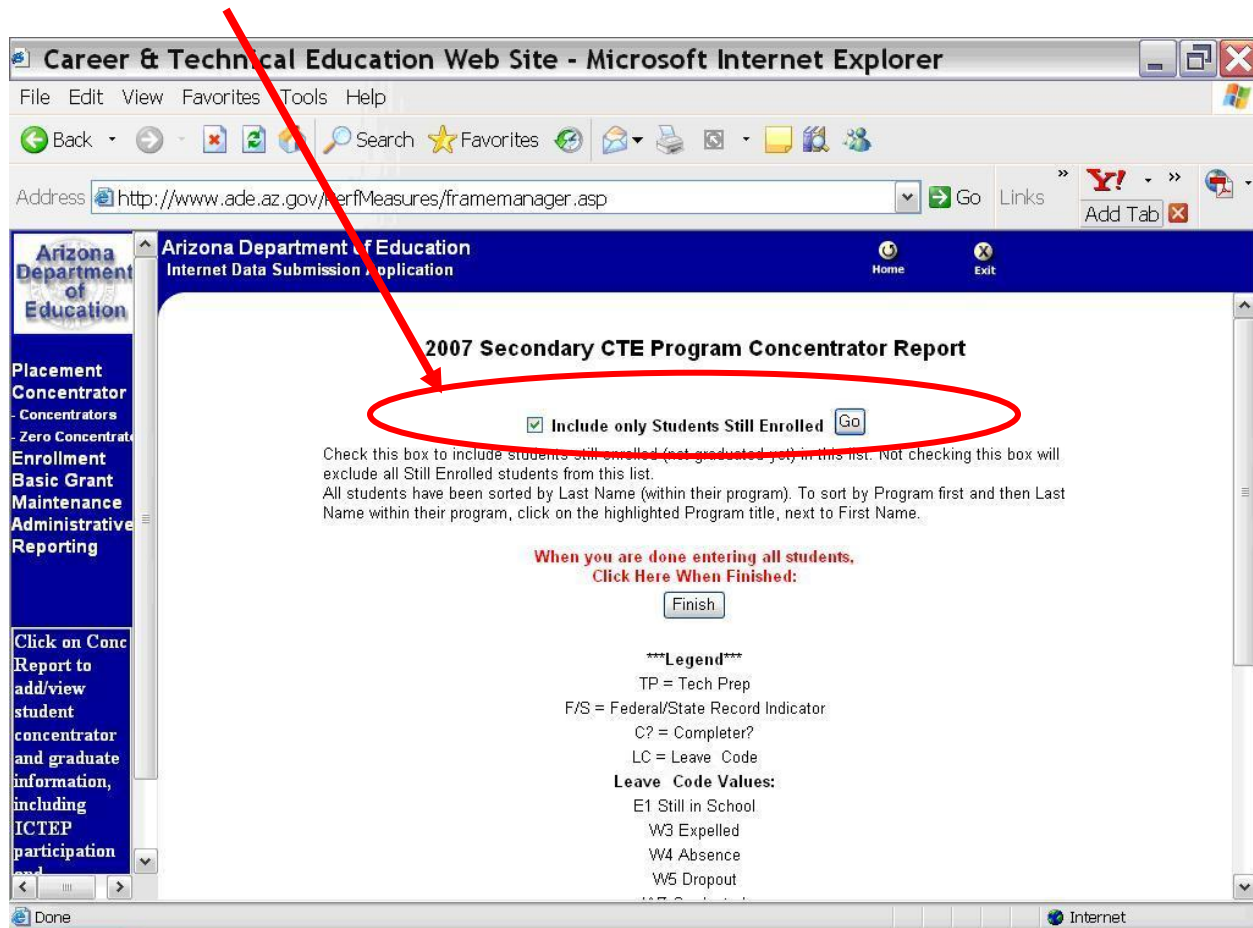 Career & Technical Education Web Site - Microsoft Internet Explorer
File Edit View Favorites Tools Help
Back Search Favorites
Address http://www.ade.az.gov/PerfMeasures/framemanager.asp Go Links » Y! »
Add Tab
Arizona
Department
of
Education
Arizona Department of Education
Internet Data Submission Application
Home Exit
Placement
Concentrator
- Concentrators
- Zero Concentrat
Enrollment
Basic Grant
Maintenance
Administrative
Reporting
Click on Conc
Report to
add/view
student
concentrator
and graduate
information,
including
ICTEP
participation
2007 Secondary CTE Program Concentrator Report
Include only Students Still Enrolled Go
Check this box to include students still enrolled (not graduated yet) in this list. Not checking this box will
exclude all Still Enrolled students from this list.
All students have been sorted by Last Name (within their program). To sort by Program first and then Last
Name within their program, click on the highlighted Program title, next to First Name.
When you are done entering all students,
Click Here When Finished:
Finish
***Legend***
TP = Tech Prep
F/S = Federal/State Record Indicator
C? = Completer?
LC = Leave Code
Leave Code Values:
E1 Still in School
W3 Expelled
W4 Absence
W5 Dropout
Done Internet